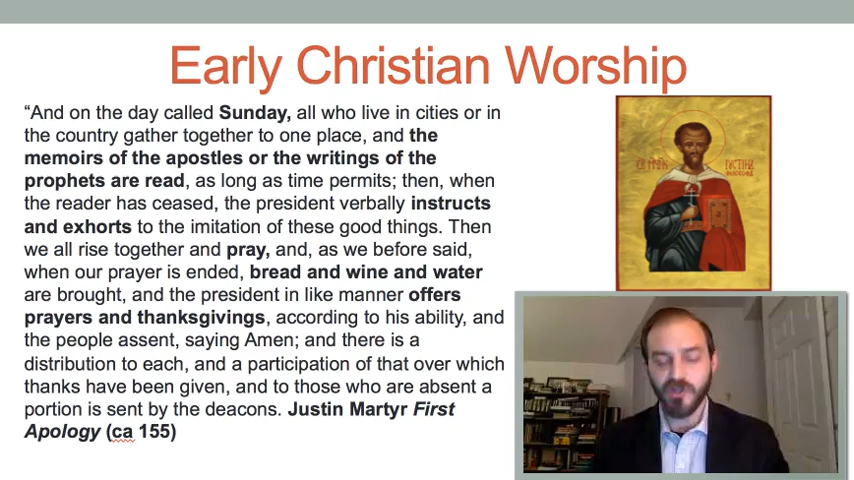 Early Christian Worship
“And on the day called Sunday, all who live in cities or in
the country gather together to one place, and the
memoirs of the apostles or the writings of the
prophets are read, as long as time permits; then, when
the reader has ceased, the president verbally instructs
and exhorts to the imitation of these good things. Then
we all rise together and pray, and, as we before said,
when our prayer is ended, bread and wine and water
are brought, and the president in like manner offers
prayers and thanksgivings, according to his ability, and
the people assent, saying Amen; and there is a
distribution to each, and a participation of that over which
thanks have been given, and to those who are absent a
portion is sent by the deacons. Justin Martyr First
Apology (ca 155)